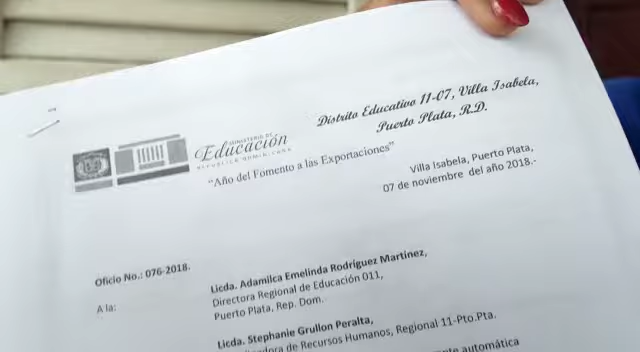 Distrito Educativo 11-07, Villa Isabela,
Puerto Plata, R.D.
MINISTERIO DE
Educación
REPÚBLICA DOMINICANA
"Año del Fomento a las Exportaciones"
Villa Isabela, Puerto Plata,
07 de noviembre del año 2018.-
Oficio No.: 076-2018.
A la:
Licda. Adamilca Emelinda Rodríguez Martinez,
Directora Regional de Educación 011,
Puerto Plata, Rep. Dom.
Licda. Stephanie Grullon Peralta,
de Recursos Humanos, Regional 11-Pto.Pta.
automática